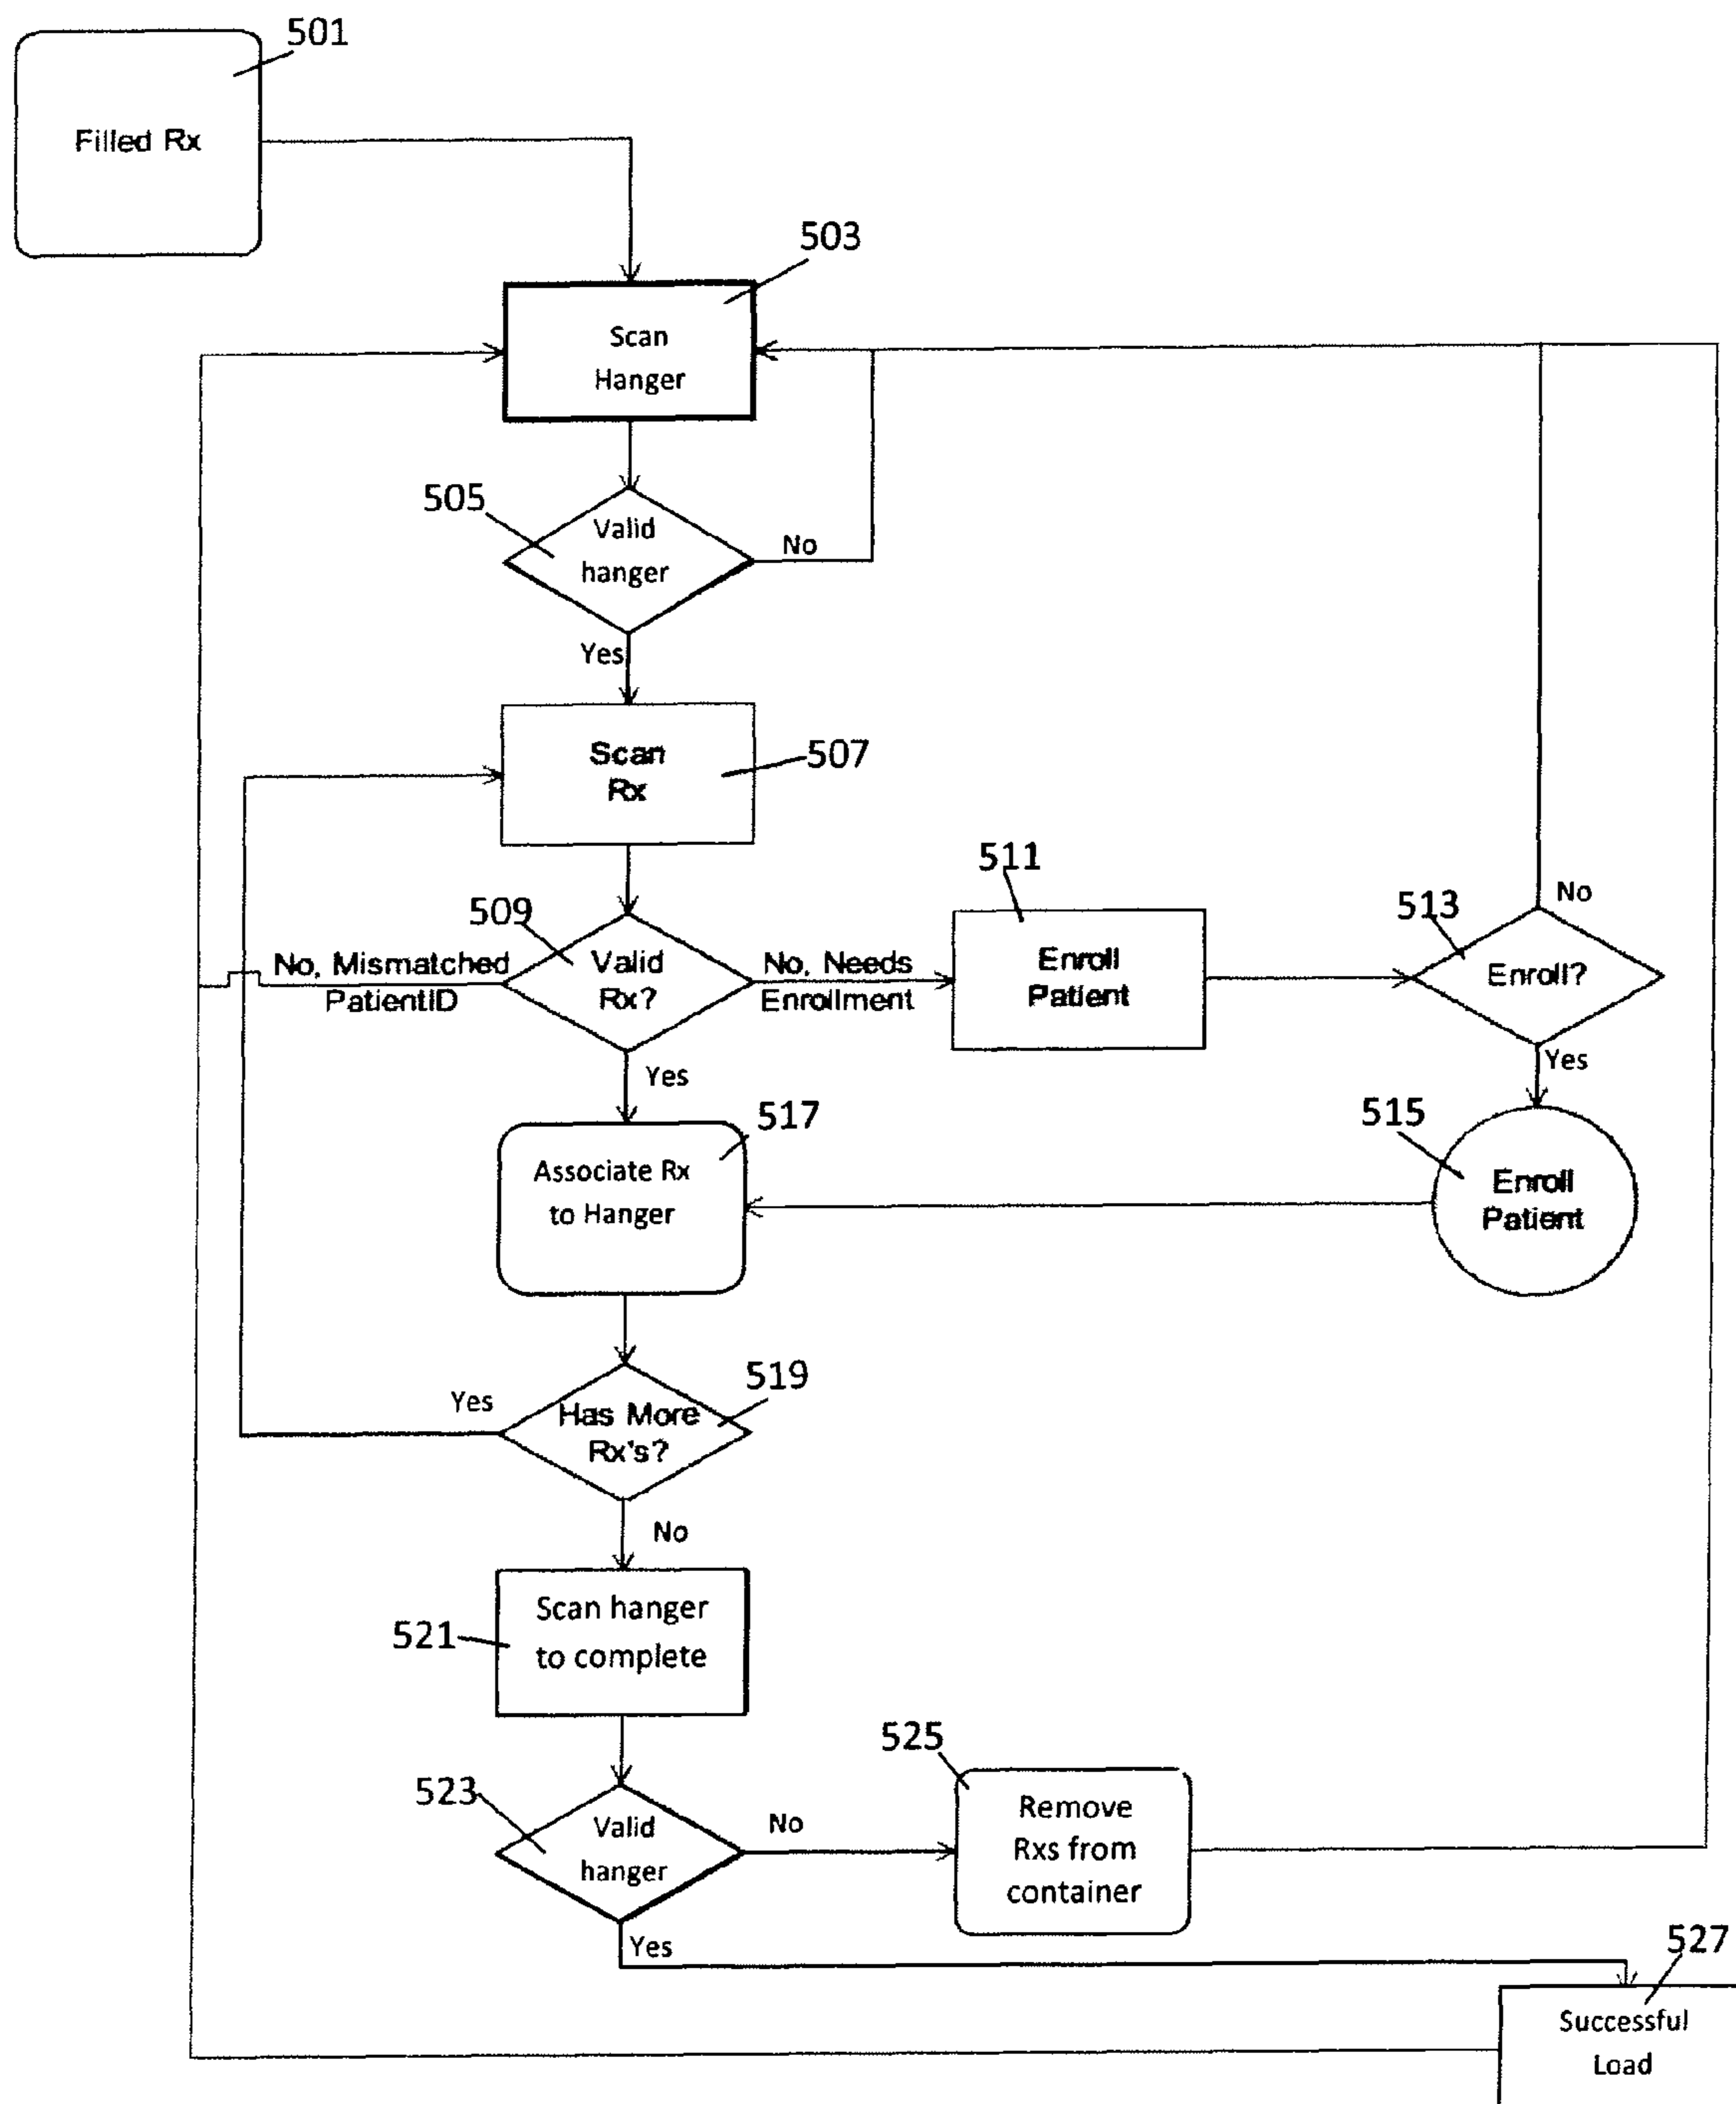 501
Filled Rx
503
Scan
Hanger
505
Valid
hanger
No
Yes
Scan
Rx
507
509
No, Mismatched
PatientID
Valid
Rx?
No, Needs
Enrollment
511
Enroll
Patient
513
No
Enroll?
Yes
Yes
517
Associate Rx
to Hanger
515
Enroll
Patient
519
Yes
Has More
Rx's?
No
521
Scan hanger
to complete
523
Valid
hanger
No
525
Remove
Rxs from
container
Yes
527
Successful
Load